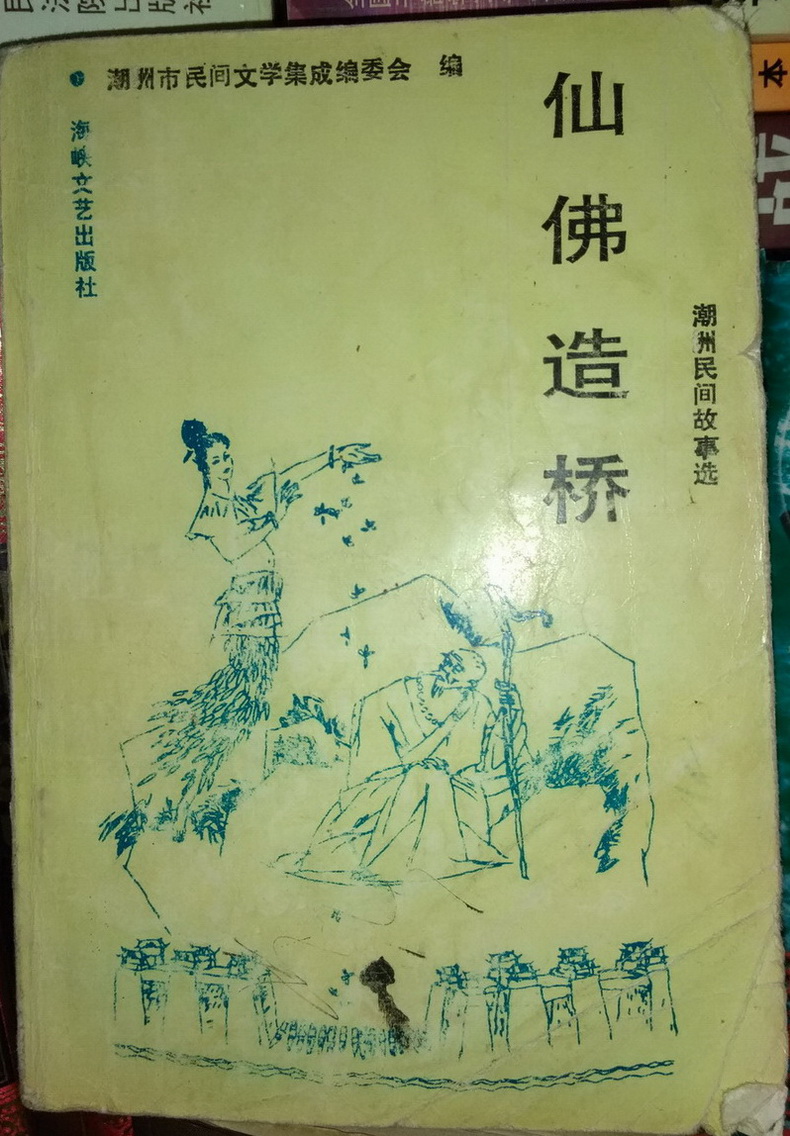 潮州市民间文学集成编委会 编
海峡文艺出版社
仙佛造桥
潮州民间故事选
本